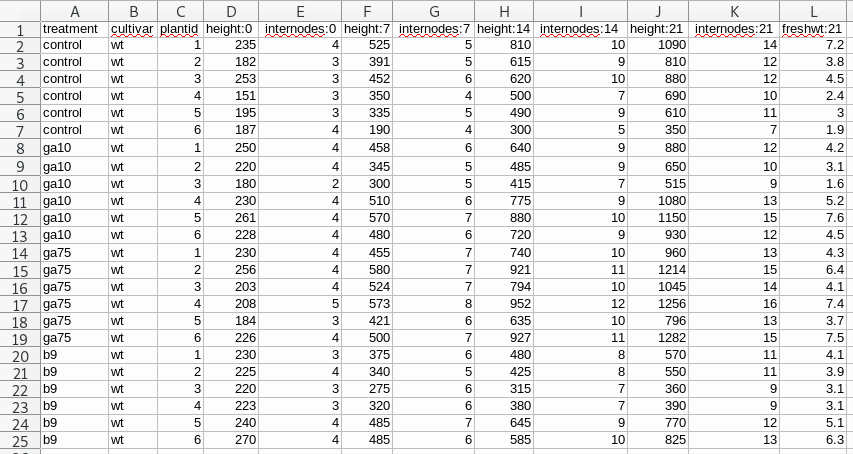 A B C D E F G H I J K L
1 treatment cultivar plantid height:0 internodes:0 height:7 internodes:7 height:14 internodes:14 height:21 internodes:21 freshwt:21
2 control wt 1 235 4 525 5 810 10 1090 14 7.2
3 control wt 2 182 3 391 5 615 9 810 12 3.8
4 control wt 3 253 3 452 6 620 10 880 12 4.5
5 control wt 4 151 3 350 4 500 7 690 10 2.4
6 control wt 5 195 3 335 5 490 9 610 11 3
7 control wt 6 187 4 190 4 300 5 350 7 1.9
8 ga10 wt 1 250 4 458 6 640 9 880 12 4.2
9 ga10 wt 2 220 4 345 5 485 9 650 10 3.1
10 ga10 wt 3 180 2 300 5 415 7 515 9 1.6
11 ga10 wt 4 230 4 510 6 775 9 1080 13 5.2
12 ga10 wt 5 261 4 570 7 880 10 1150 15 7.6
13 ga10 wt 6 228 4 480 6 720 9 930 12 4.5
14 ga75 wt 1 230 4 455 7 740 10 960 13 4.3
15 ga75 wt 2 256 4 580 7 921 11 1214 15 6.4
16 ga75 wt 3 203 4 524 7 794 10 1045 14 4.1
17 ga75 wt 4 208 5 573 8 952 12 1256 16 7.4
18 ga75 wt 5 184 3 421 6 635 10 796 13 3.7
19 ga75 wt 6 226 4 500 7 927 11 1282 15 7.5
20 b9 wt 1 230 3 375 6 480 8 570 11 4.1
21 b9 wt 2 225 4 340 5 425 8 550 11 3.9
22 b9 wt 3 220 3 275 6 315 7 360 9 3.1
23 b9 wt 4 223 3 320 6 380 7 390 9 3.1
24 b9 wt 5 240 4 485 7 645 9 770 12 5.1
25 b9 wt 6 270 4 485 6 585 10 825 13 6.3